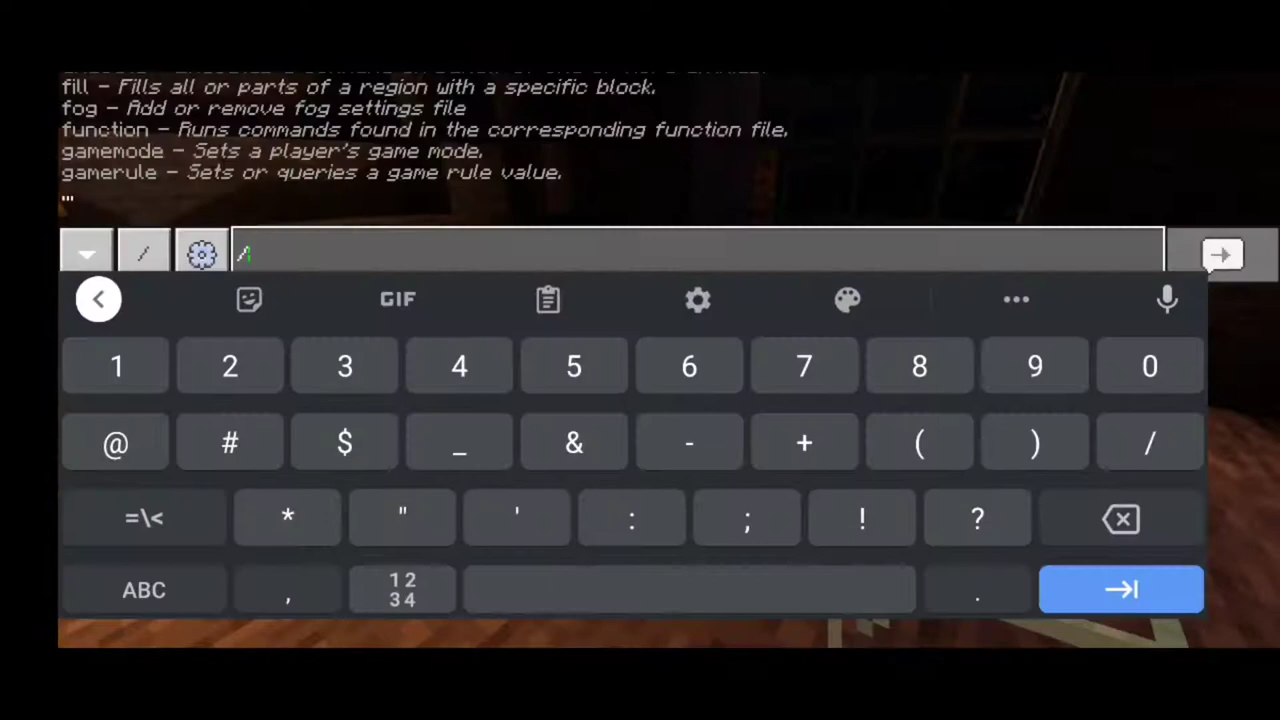 fill – Fills all or parts of a region with a specific block.
fog – Add or remove fog settings file
function – Runs commands found in the corresponding function file.
gamemode – Sets a player's game mode.
gamerule – Sets or queries a game rule value.
...
/ /
GIF
1 2 3 4 5 6 7 8 9 0
@ # $ _ & - + ( ) /
=\< * " ' : ; ! ?
ABC , 12 .
34